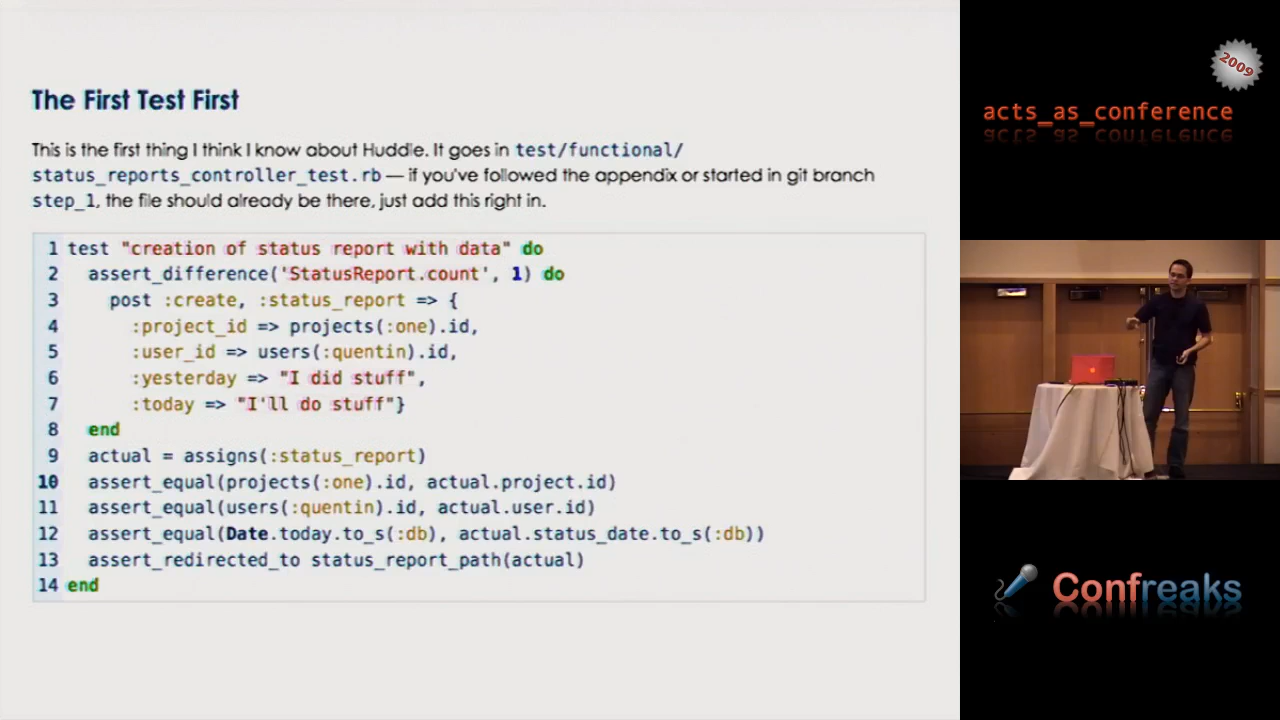 The First Test First
This is the first thing I think I know about Huddle. It goes in test/functional/
status_reports_controller_test.rb — if you've followed the appendix or started in git branch
step_1, the file should already be there, just add this right in.
1 test "creation of status report with data" do
2 assert_difference('StatusReport.count', 1) do
3 post :create, :status_report => {
4 :project_id => projects(:one).id,
5 :user_id => users(:quentin).id,
6 :yesterday => "I did stuff",
7 :today => "I'll do stuff"}
8 end
9 actual = assigns(:status_report)
10 assert_equal(projects(:one).id, actual.project.id)
11 assert_equal(users(:quentin).id, actual.user.id)
12 assert_equal(Date.today.to_s(:db), actual.status_date.to_s(:db))
13 assert_redirected_to status_report_path(actual)
14 end
2009
acts_as_conference
Confreaks